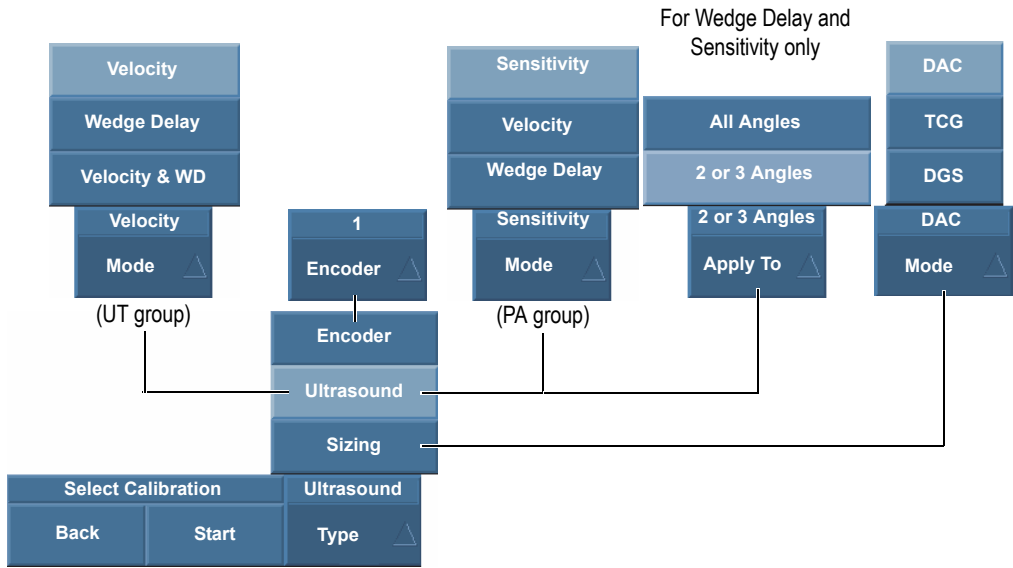 For Wedge Delay and
Sensitivity only
Velocity
Wedge Delay
Velocity & WD
Velocity
Mode
(UT group)
1
Encoder
Sensitivity
Velocity
Wedge Delay
Sensitivity
Mode
(PA group)
All Angles
2 or 3 Angles
2 or 3 Angles
Apply To
DAC
TCG
DGS
DAC
Mode
Encoder
Ultrasound
Sizing
Select Calibration
Back
Start
Ultrasound
Type